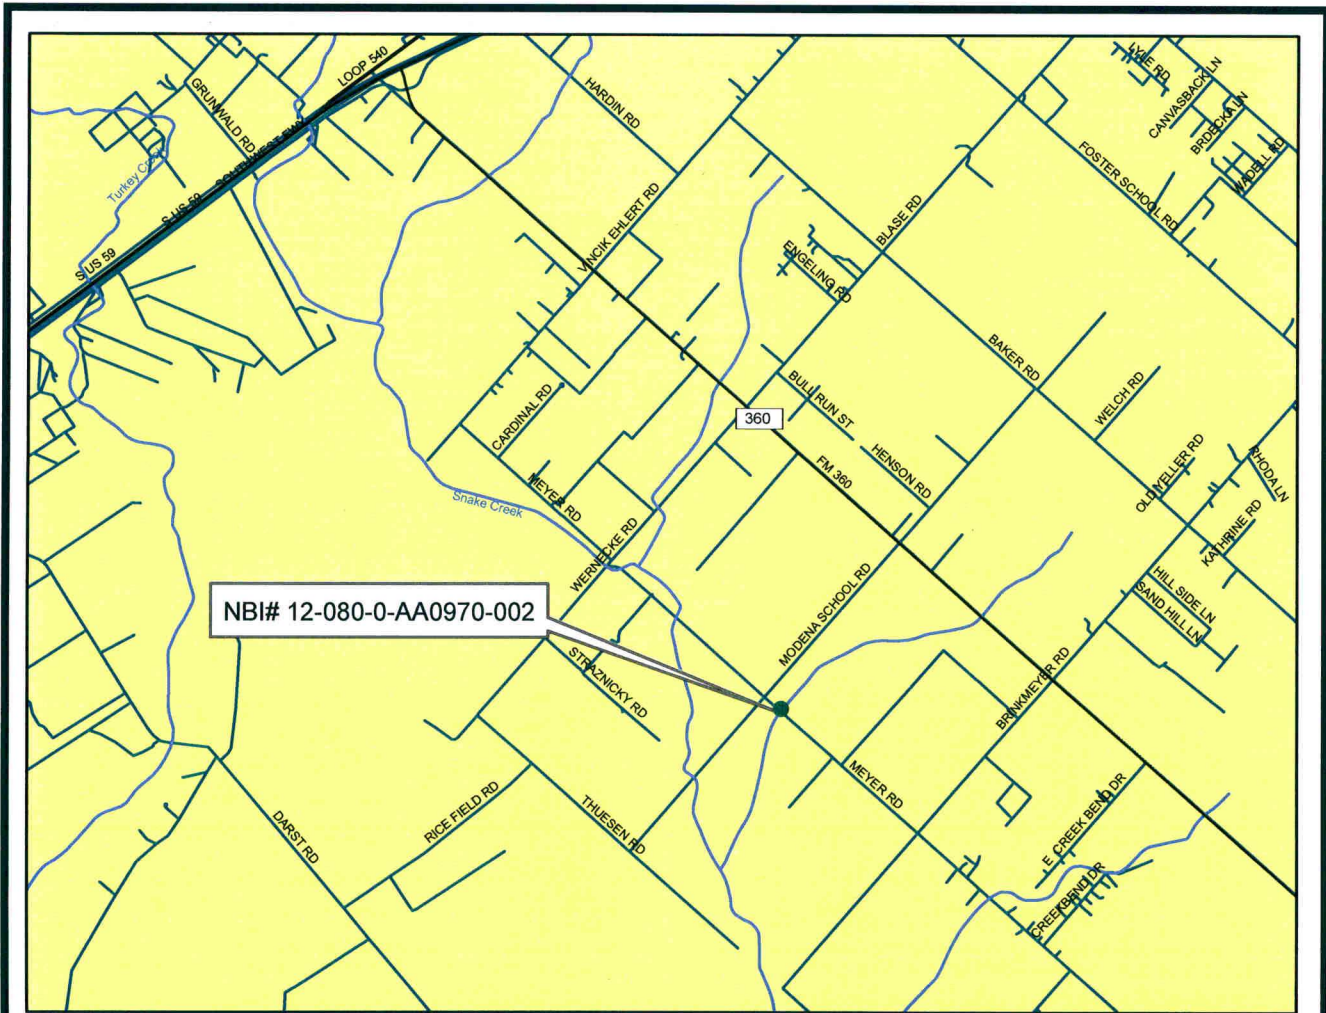 LOOP 540
GRUNWALD RD
SOUTHWEST FWY
Turkey Creek
S US 59
S US 59
HARDIN RD
LYLE RD
CANVASBACK LN
BRDECKA LN
WADELL RD
FOSTER SCHOOL RD
VINCIK EHLERT RD
BLASE RD
ENGELING RD
BAKER RD
WELCH RD
BULL RUN ST
CARDINAL RD
360
FM 360
HENSON RD
OLD YELLER RD
RHODA LN
KATHRINE RD
MEYER RD
Snake Creek
WERNECKE RD
HILL SIDE LN
SAND HILL LN
NBI# 12-080-0-AA0970-002
MODENA SCHOOL RD
STRAZNICKY RD
BRINKMEYER RD
MEYER RD
RICE FIELD RD
THUESEN RD
DARST RD
E CREEK BEND DR
CREEKBEND DR